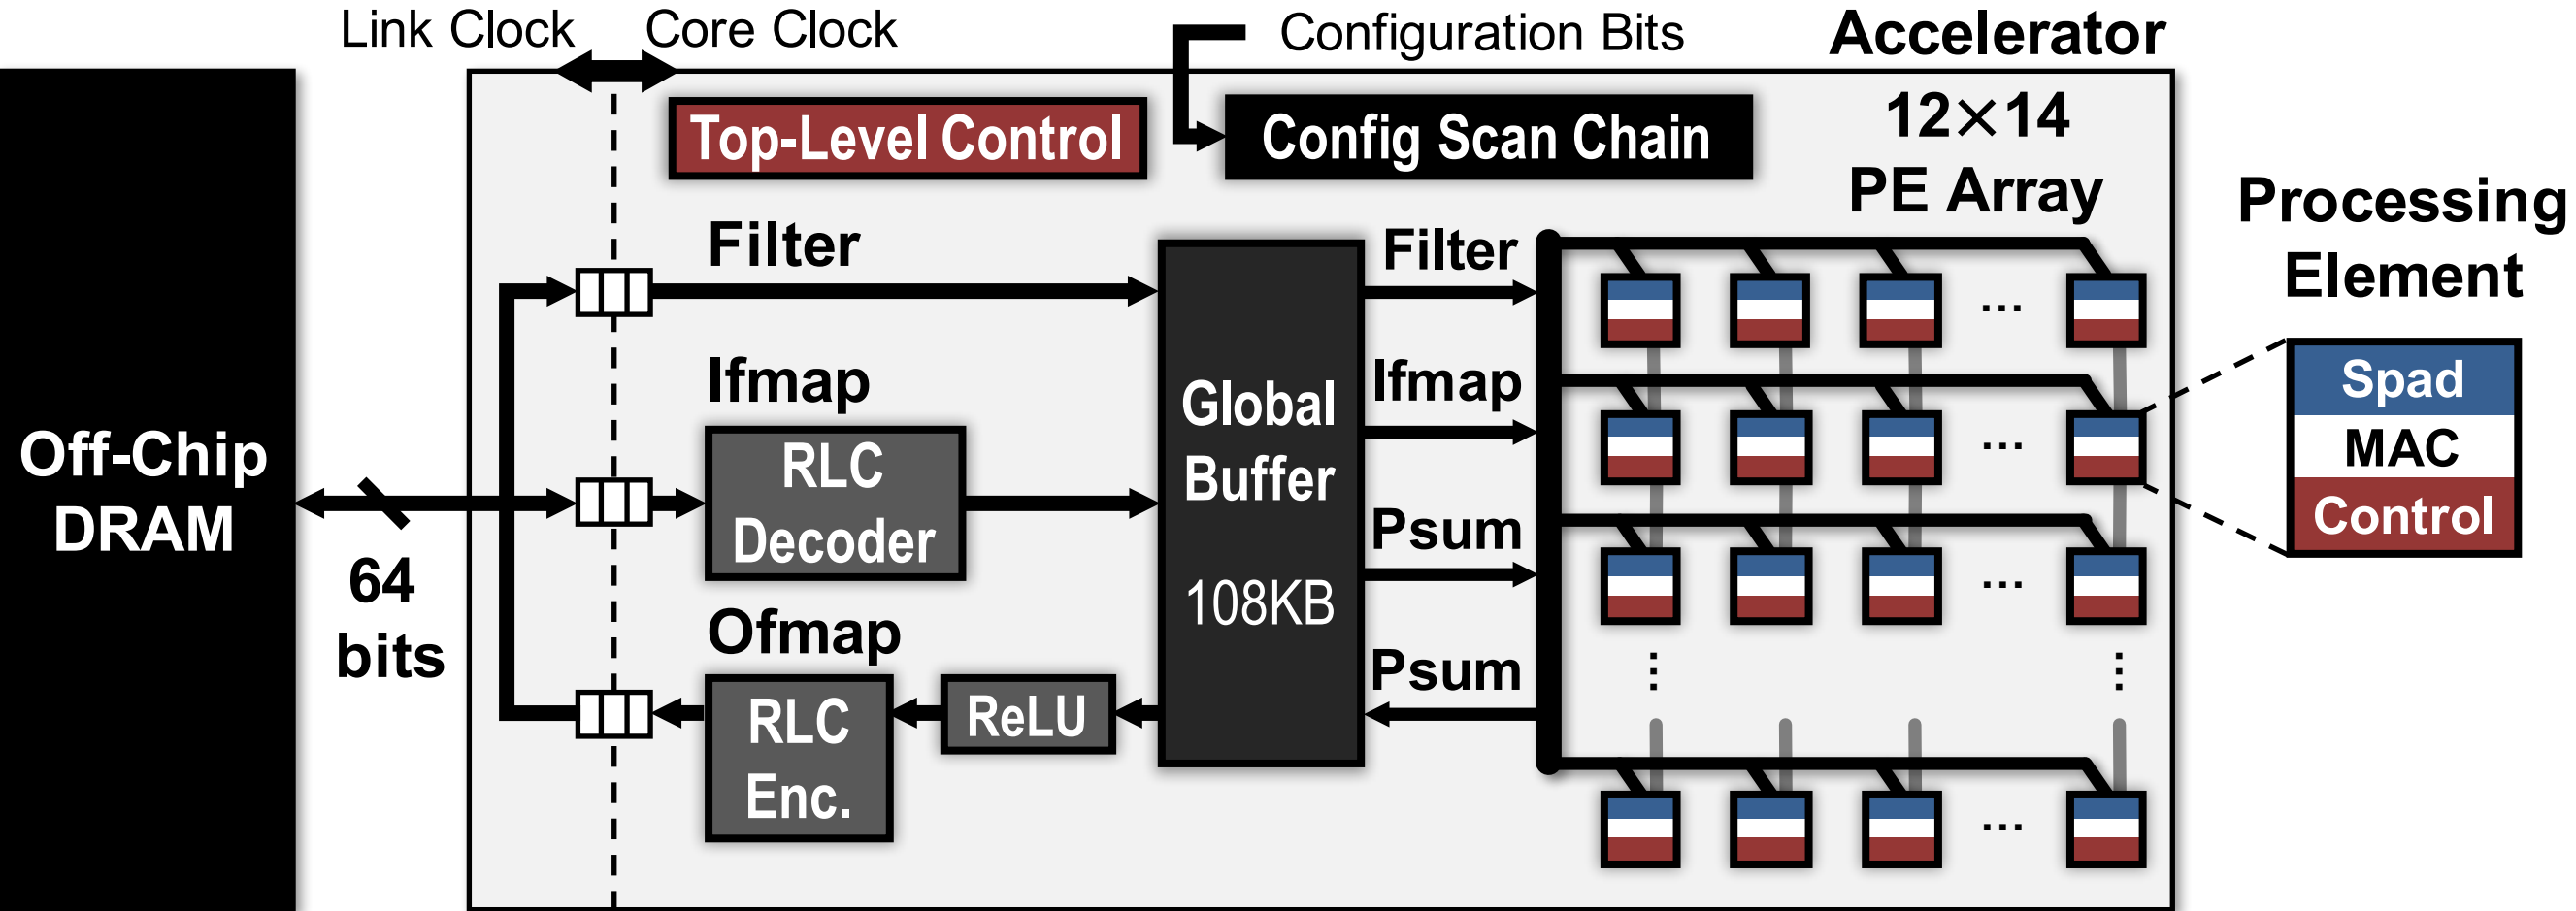 Link Clock
Core Clock
Configuration Bits
Accelerator
Top-Level Control
Config Scan Chain
12×14
PE Array
Processing
Element
Filter
Filter
Ifmap
Ifmap
Global
Buffer
108KB
Spad
MAC
Control
Off-Chip
DRAM
RLC
Decoder
64
bits
Psum
Ofmap
Psum
RLC
Enc.
ReLU
...
...
...
...
...
...